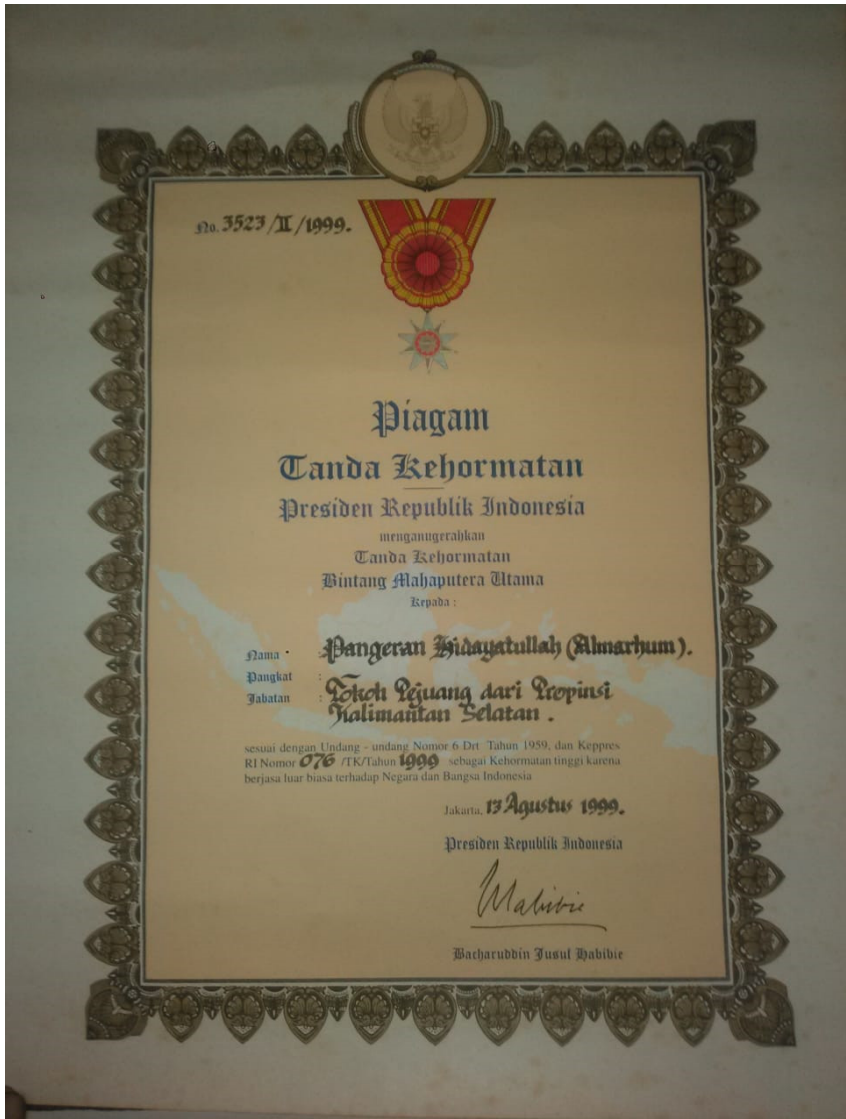 No. 3523/II/1999.
Piagam
Tanda Kehormatan
Presiden Republik Indonesia
menganugerahkan
Tanda Kehormatan
Bintang Mahaputera Utama
Kepada :
Nama : Pangeran Hidayatullah (Almarhum).
Pangkat :
Jabatan : Tokoh Pejuang dari Propinsi
Kalimantan Selatan .
sesuai dengan Undang - undang Nomor 6 Drt Tahun 1959, dan Keppres
RI Nomor 076 /TK/Tahun 1999 sebagai Kehormatan tinggi karena
berjasa luar biasa terhadap Negara dan Bangsa Indonesia
Jakarta, 13 Agustus 1999.
Presiden Republik Indonesia
Habibie
Bacharuddin Jusuf Habibie